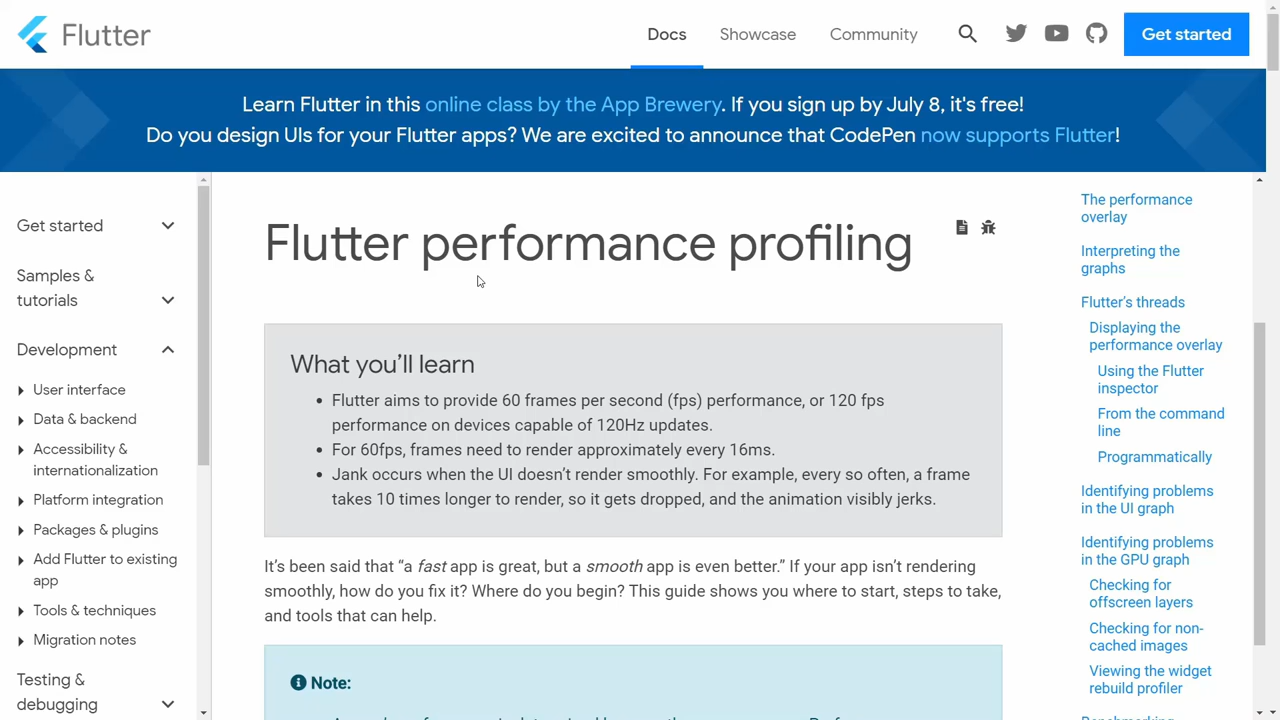 Flutter
Docs
Showcase
Community
Get started
Learn Flutter in this online class by the App Brewery. If you sign up by July 8, it's free!
Do you design UIs for your Flutter apps? We are excited to announce that CodePen now supports Flutter!
Get started
Samples &
tutorials
Development
User interface
Data & backend
Accessibility &
internationalization
Platform integration
Packages & plugins
Add Flutter to existing
app
Tools & techniques
Migration notes
Testing &
debugging
Flutter performance profiling
What you’ll learn
• Flutter aims to provide 60 frames per second (fps) performance, or 120 fps
performance on devices capable of 120Hz updates.
• For 60fps, frames need to render approximately every 16ms.
• Jank occurs when the UI doesn’t render smoothly. For example, every so often, a frame
takes 10 times longer to render, so it gets dropped, and the animation visibly jerks.
It’s been said that “a fast app is great, but a smooth app is even better.” If your app isn’t rendering
smoothly, how do you fix it? Where do you begin? This guide shows you where to start, steps to take,
and tools that can help.
Note:
The performance
overlay
Interpreting the
graphs
Flutter’s threads
Displaying the
performance overlay
Using the Flutter
inspector
From the command
line
Programmatically
Identifying problems
in the UI graph
Identifying problems
in the GPU graph
Checking for
offscreen layers
Checking for non-
cached images
Viewing the widget
rebuild profiler